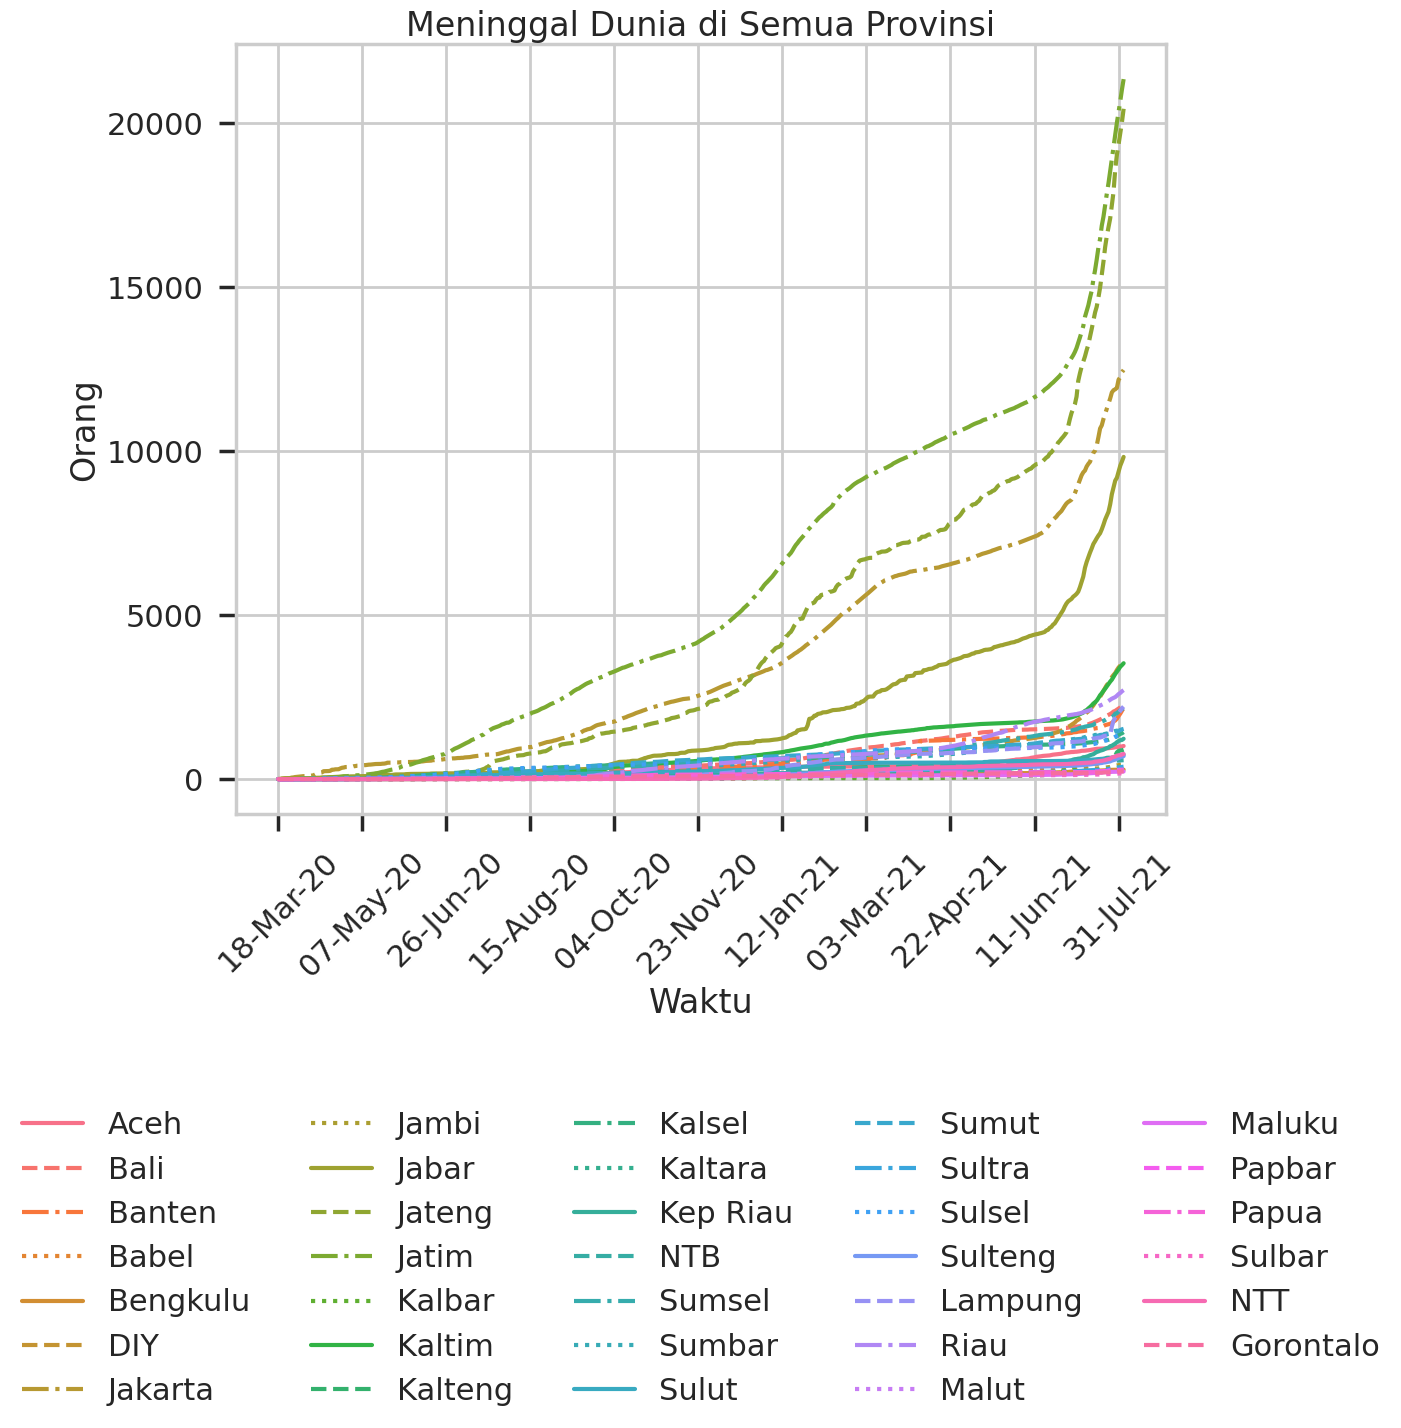 Meninggal Dunia di Semua Provinsi
20000
15000
10000
5000
0
Orang
18-Mar-20
07-May-20
26-Jun-20
15-Aug-20
04-Oct-20
23-Nov-20
12-Jan-21
03-Mar-21
22-Apr-21
11-Jun-21
31-Jul-21
Waktu
Aceh
Bali
Banten
Babel
Bengkulu
DIY
Jakarta
Jambi
Jabar
Jateng
Jatim
Kalbar
Kaltim
Kalteng
Kalsel
Kaltara
Kep Riau
NTB
Sumsel
Sumbar
Sulut
Sumut
Sultra
Sulsel
Sulteng
Lampung
Riau
Malut
Maluku
Papbar
Papua
Sulbar
NTT
Gorontalo